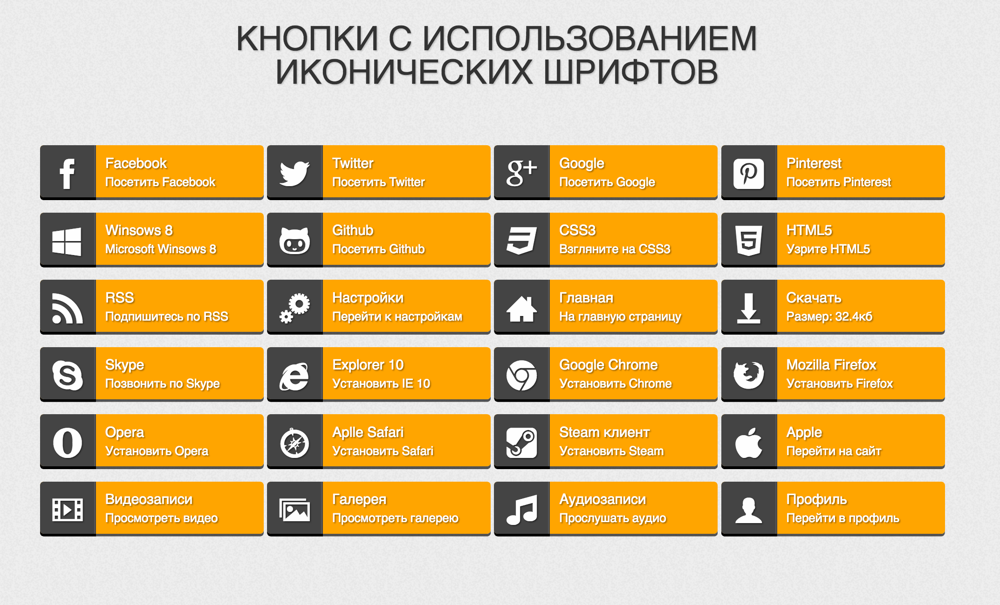 КНОПКИ С ИСПОЛЬЗОВАНИЕМ
ИКОНИЧЕСКИХ ШРИФТОВ
Facebook
Посетить Facebook
Twitter
Посетить Twitter
g+
Google
Посетить Google
Pinterest
Посетить Pinterest
Winsows 8
Microsoft Winsows 8
Github
Посетить Github
CSS3
Взгляните на CSS3
HTML5
Узрите HTML5
RSS
Подпишитесь по RSS
Настройки
Перейти к настройкам
Главная
На главную страницу
Скачать
Размер: 32.4кб
Skype
Позвонить по Skype
Explorer 10
Установить IE 10
Google Chrome
Установить Chrome
Mozilla Firefox
Установить Firefox
Opera
Установить Opera
Aplle Safari
Установить Safari
Steam клиент
Установить Steam
Apple
Перейти на сайт
Видеозаписи
Просмотреть видео
Галерея
Просмотреть галерею
Аудиозаписи
Прослушать аудио
Профиль
Перейти в профиль